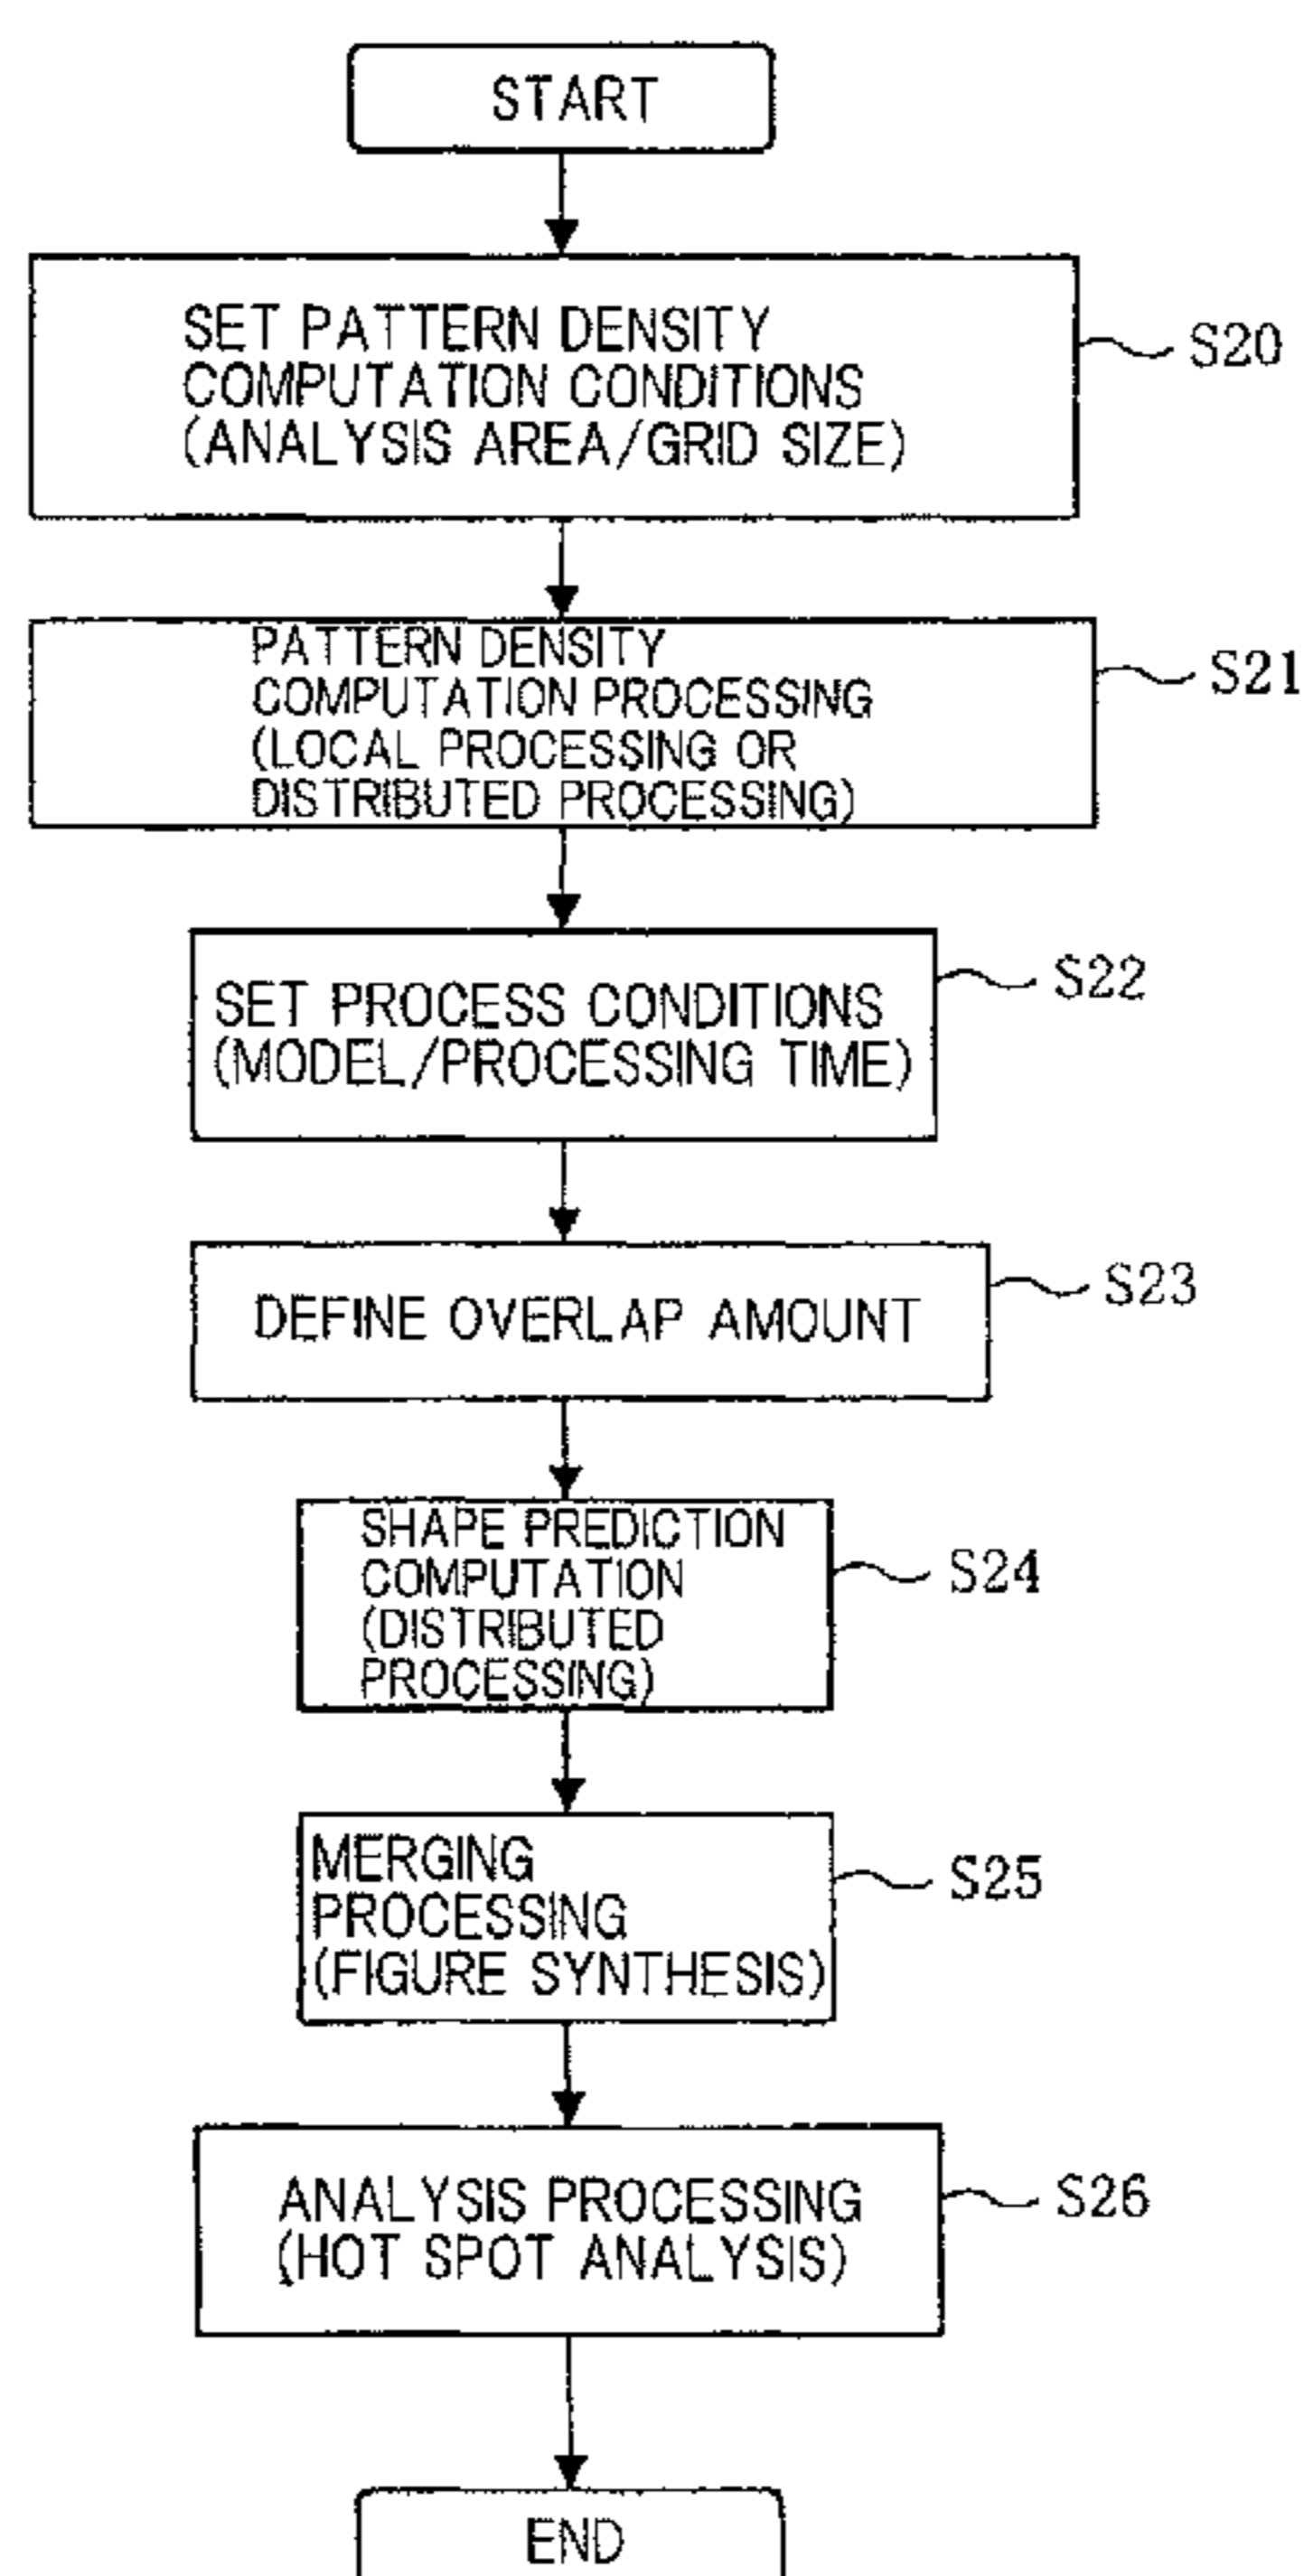 START
SET PATTERN DENSITY
COMPUTATION CONDITIONS
(ANALYSIS AREA/GRID SIZE)
S20
PATTERN DENSITY
COMPUTATION PROCESSING
(LOCAL PROCESSING OR
DISTRIBUTED PROCESSING)
S21
SET PROCESS CONDITIONS
(MODEL/PROCESSING TIME)
S22
DEFINE OVERLAP AMOUNT
S23
SHAPE PREDICTION
COMPUTATION
(DISTRIBUTED
PROCESSING)
S24
MERGING
PROCESSING
(FIGURE SYNTHESIS)
S25
ANALYSIS PROCESSING
(HOT SPOT ANALYSIS)
S26
END